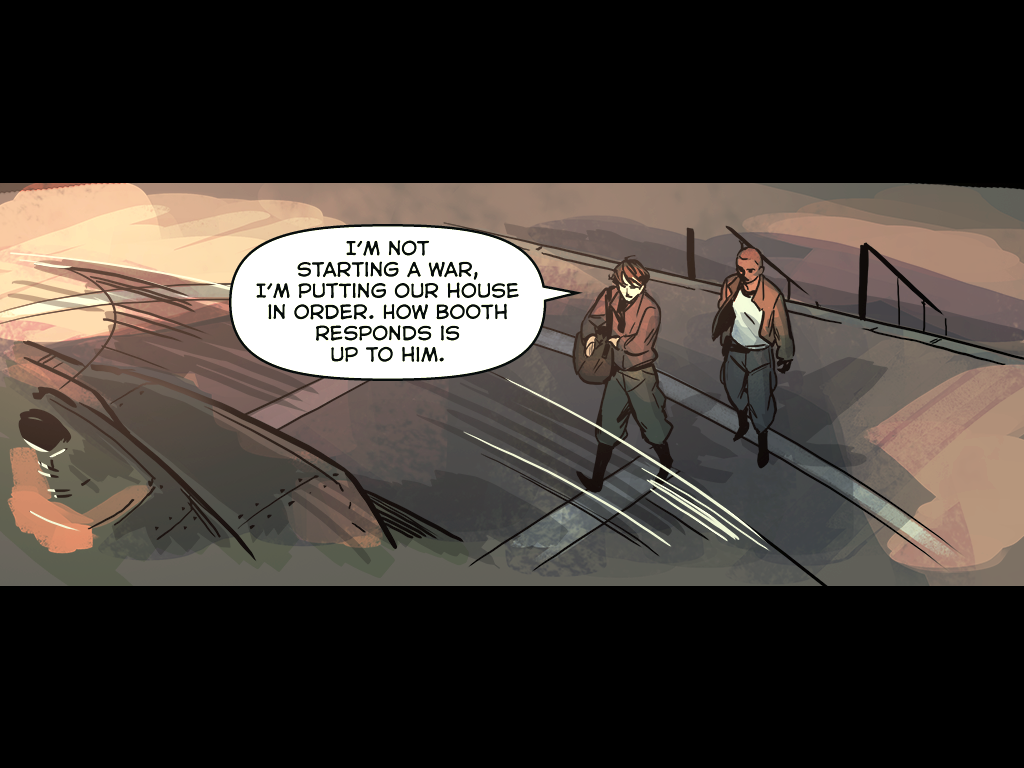 I'M NOT
STARTING A WAR,
I'M PUTTING OUR HOUSE
IN ORDER. HOW BOOTH
RESPONDS IS
UP TO HIM.